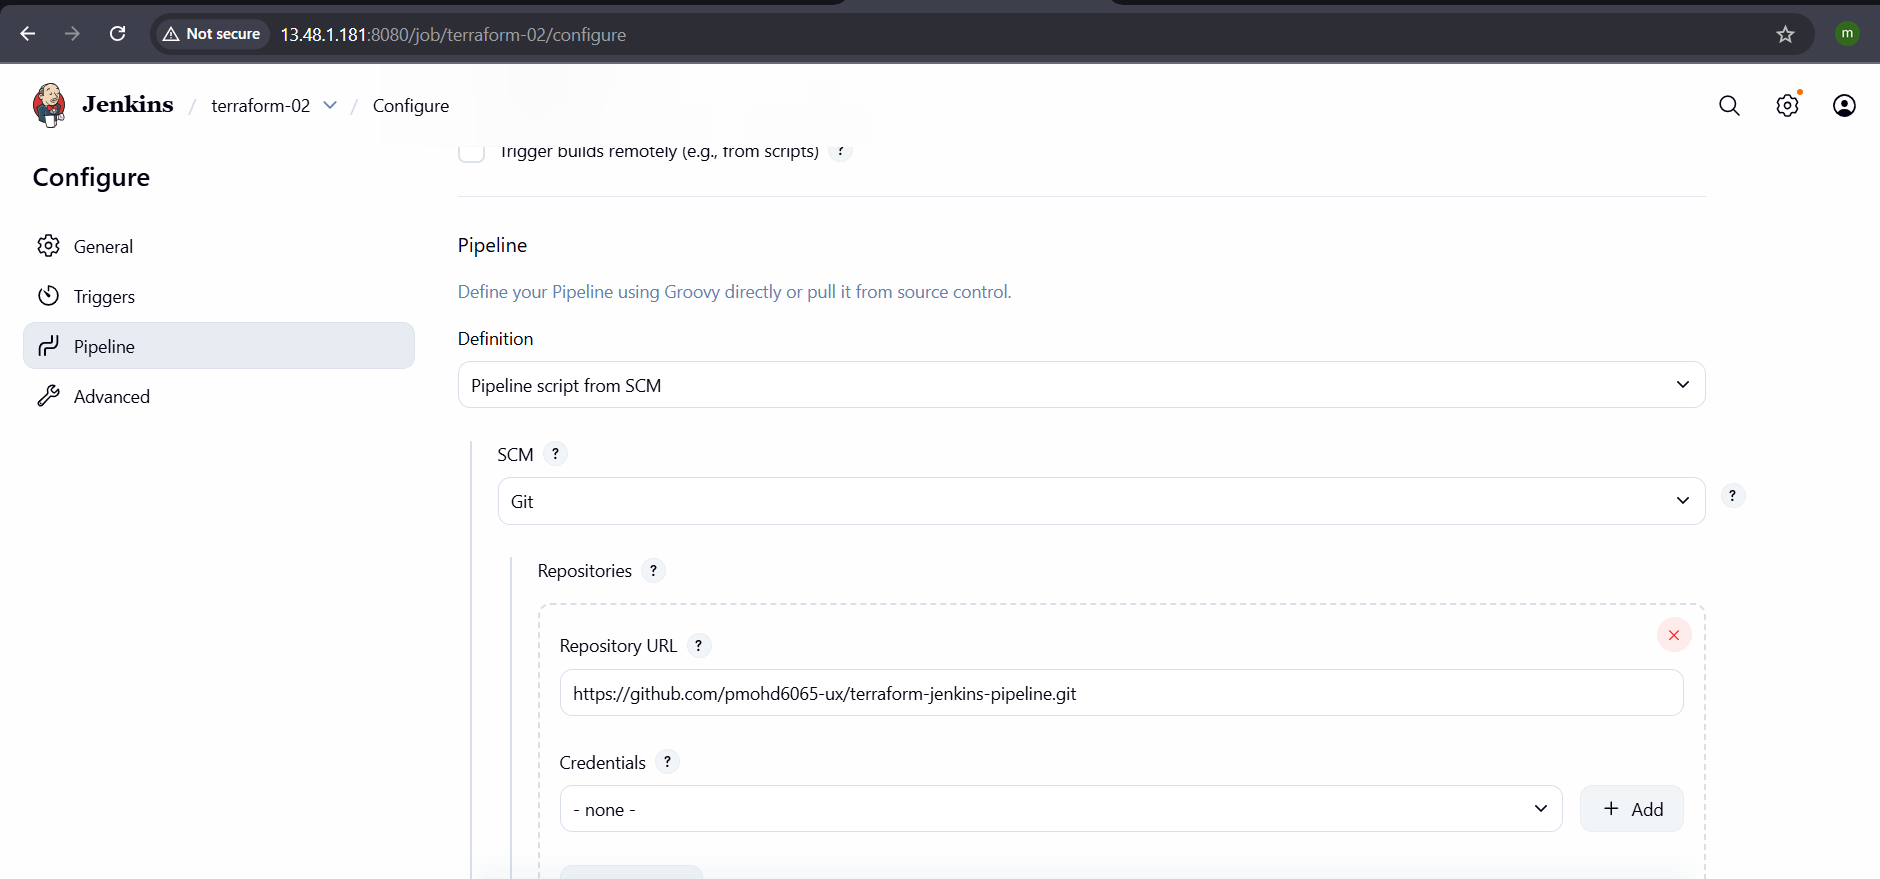 Not secure 13.48.1.181:8080/job/terraform-02/configure
m
Jenkins / terraform-02 / Configure
Configure
General
Triggers
Pipeline
Advanced
Trigger builds remotely (e.g., from scripts) ?
Pipeline
Define your Pipeline using Groovy directly or pull it from source control.
Definition
Pipeline script from SCM
SCM ?
Git
?
Repositories ?
Repository URL ?
https://github.com/pmohd6065-ux/terraform-jenkins-pipeline.git
Credentials ?
- none -
+ Add